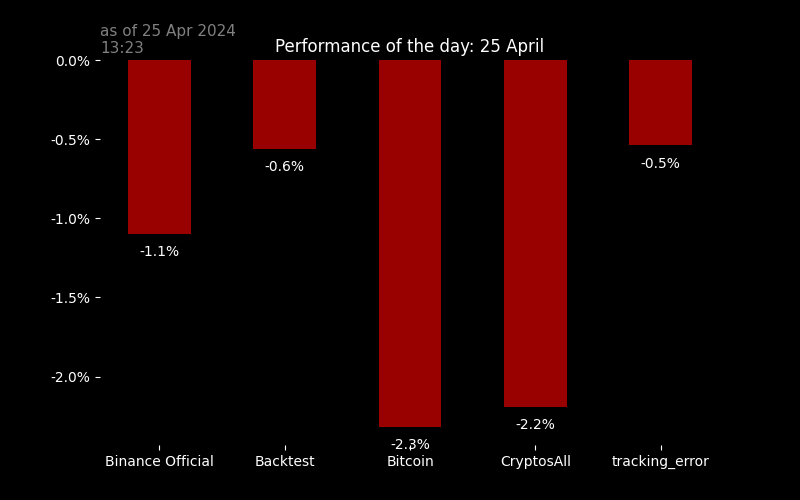 as of 25 Apr 2024
13:23
Performance of the day: 25 April
0.0%
-0.5%
-1.0%
-1.5%
-2.0%
-1.1%
-0.6%
-2.3%
-2.2%
-0.5%
Binance Official
Backtest
Bitcoin
CryptosAll
tracking_error